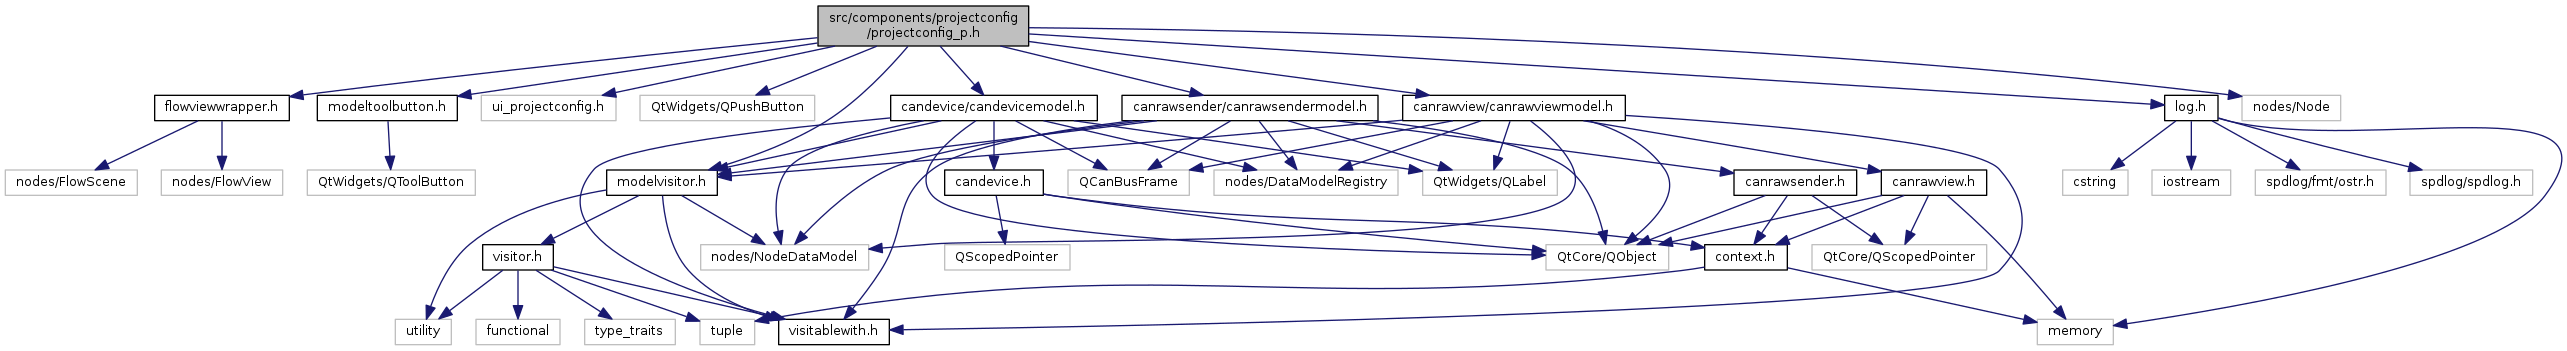 src/components/projectconfig
/projectconfig_p.h
flowviewwrapper.h
modeltoolbutton.h
ui_projectconfig.h
QtWidgets/QPushButton
candevice/candevicemodel.h
canrawsender/canrawsendermodel.h
canrawview/canrawviewmodel.h
log.h
nodes/Node
nodes/FlowScene
nodes/FlowView
QtWidgets/QToolButton
modelvisitor.h
candevice.h
QCanBusFrame
nodes/DataModelRegistry
QtWidgets/QLabel
canrawsender.h
canrawview.h
cstring
iostream
spdlog/fmt/ostr.h
spdlog/spdlog.h
visitor.h
nodes/NodeDataModel
QScopedPointer
QtCore/QObject
context.h
QtCore/QScopedPointer
utility
functional
type_traits
tuple
visitablewith.h
memory